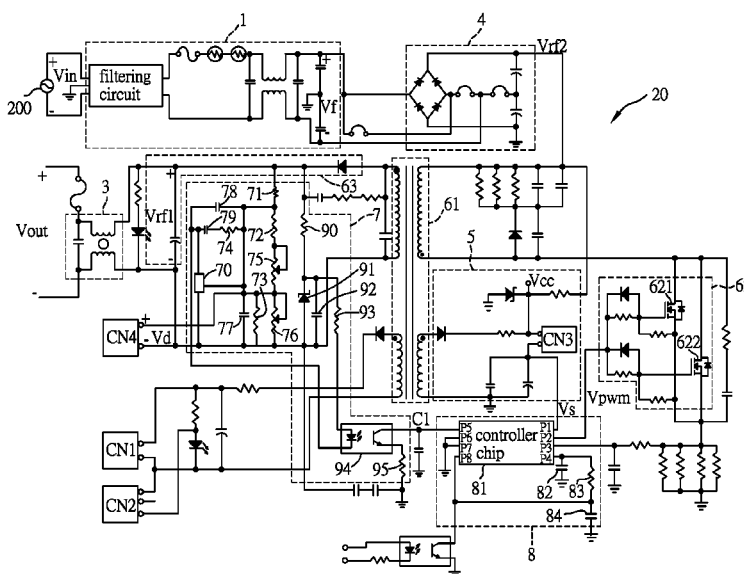 1
4
+
Vin
-
200
filtering
circuit
+
Vf
-
Vrf2
20
+
3
Vout
-
Vrf1
+
-
63
7
61
78
71
79
72
74
90
75
70
73
91
92
93
77
76
5
Vcc
CN3
Vs
6
621
622
Vpwm
CN4
+
- Vd
CN1
CN2
C1
94
95
P5
P6
P7
P8
controller
chip
P1
P2
P3
P4
81
82
83
84
8